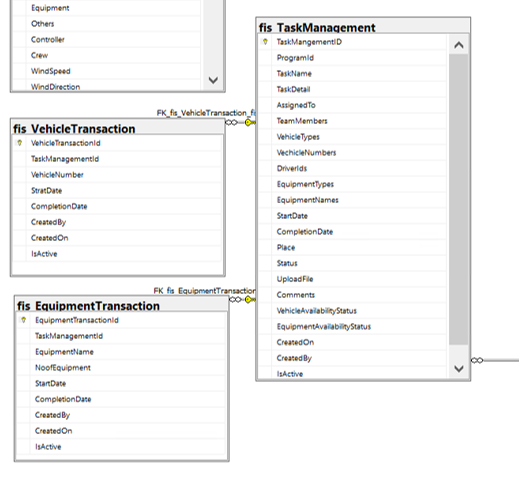 Equipment
Others
Controller
Crew
WindSpeed
WindDirection
FK_fis_VehicleTransaction_fi
fis_VehicleTransaction
VehicleTransactionId
TaskManagementId
VehicleNumber
StratDate
CompletionDate
CreatedBy
CreatedOn
IsActive
FK_fis_EquipmentTransaction
fis_EquipmentTransaction
EquipmentTransactionId
TaskManagementId
EquipmentName
NoofEquipment
StartDate
CompletionDate
CreatedBy
CreatedOn
IsActive
fis_TaskManagement
TaskMangementID
ProgramId
TaskName
TaskDetail
AssignedTo
TeamMembers
VehicleTypes
VechicleNumbers
DriverIds
EquipmentTypes
EquipmentNames
StartDate
CompletionDate
Place
Status
UploadFile
Comments
VehicleAvailabilityStatus
EquipmentAvailabilityStatus
CreatedOn
CreatedBy
IsActive